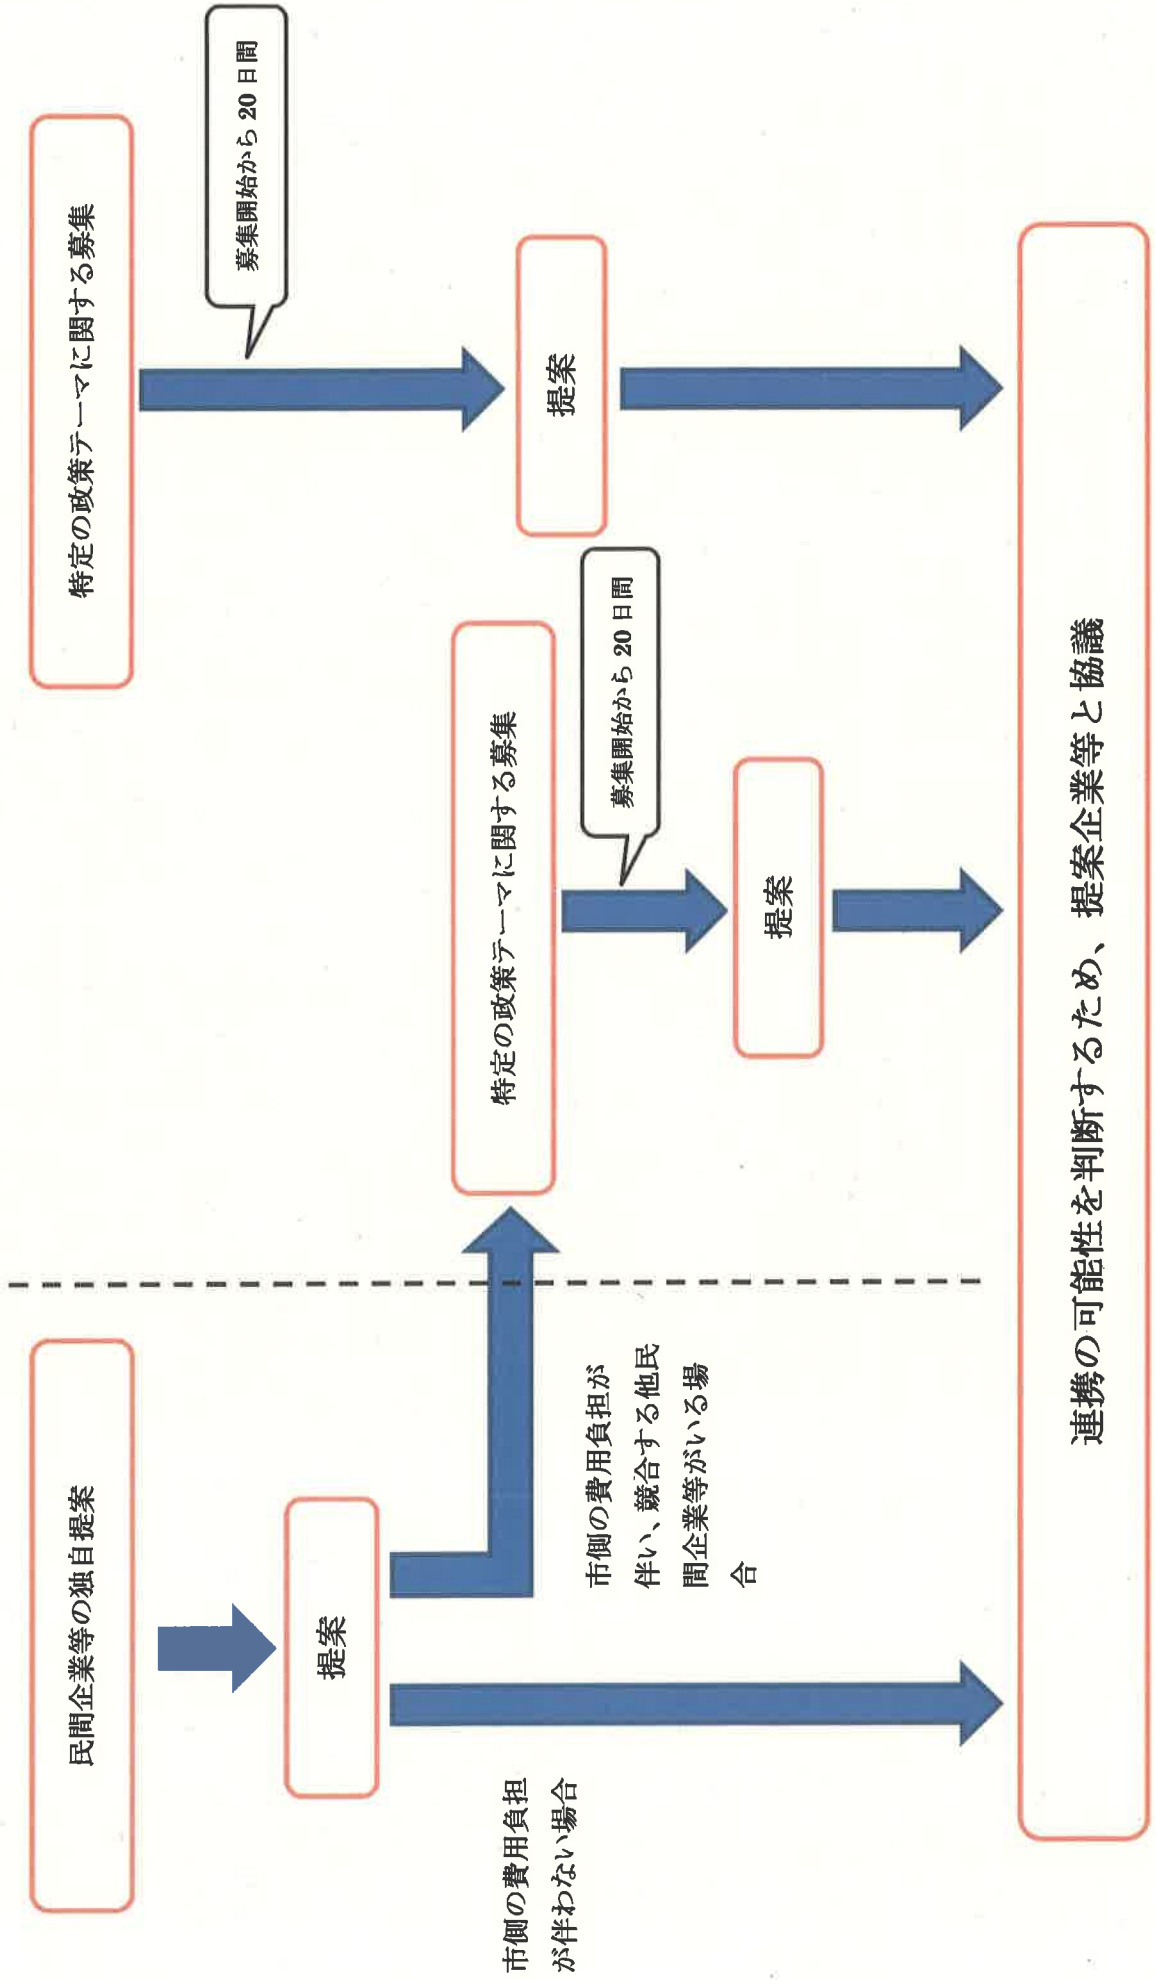 民間企業等の独自提案
提案
市側の費用負担
が伴わない場合
市側の費用負担が
伴い、競合する他民
間企業等がいる場
合
特定の政策テーマに関する募集
募集開始から 20 日間
提案
特定の政策テーマに関する募集
募集開始から 20 日間
提案
連携の可能性を判断するため、提案企業等と協議